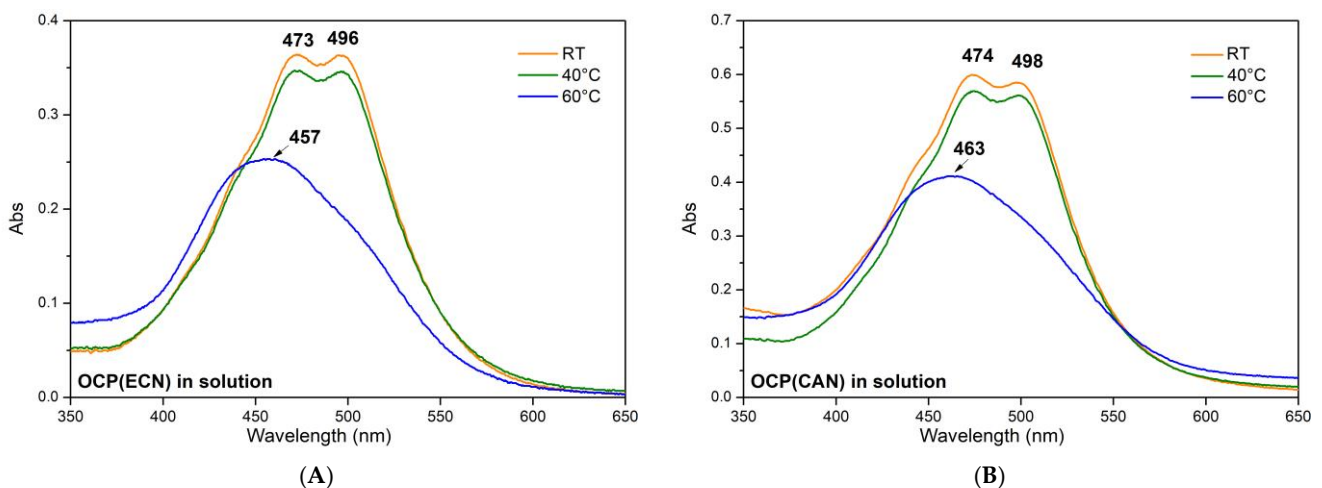 0.4
0.3
0.2
0.1
0.0
Abs
473 496
457
RT
40°C
60°C
OCP(ECN) in solution
350 400 450 500 550 600 650
Wavelength (nm)
(A)
0.7
0.6
0.5
0.4
0.3
0.2
0.1
0.0
Abs
474 498
463
RT
40°C
60°C
OCP(CAN) in solution
350 400 450 500 550 600 650
Wavelength (nm)
(B)